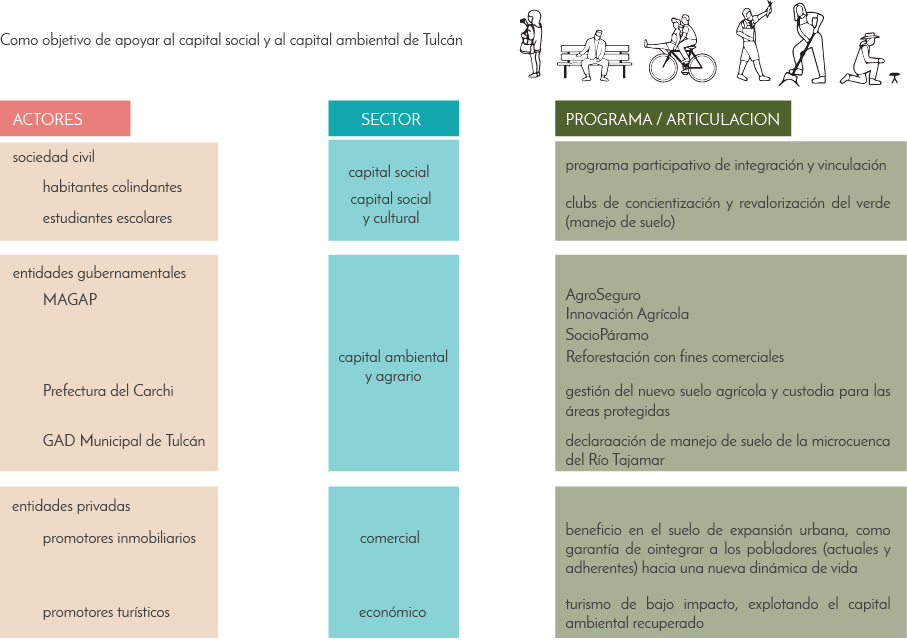 Como objetivo de apoyar al capital social y al capital ambiental de Tulcán
ACTORES
SECTOR
PROGRAMA / ARTICULACION
sociedad civil
habitantes colindantes
estudiantes escolares
capital social
capital social
y cultural
programa participativo de integración y vinculación
clubs de concientización y revalorización del verde
(manejo de suelo)
entidades gubernamentales
MAGAP
Prefectura del Carchi
GAD Municipal de Tulcán
capital ambiental
y agrario
AgroSeguro
Innovación Agrícola
SocioPáramo
Reforestación con fines comerciales
gestión del nuevo suelo agrícola y custodia para las
áreas protegidas
declaraación de manejo de suelo de la microcuenca
del Río Tajamar
entidades privadas
promotores inmobiliarios
promotores turísticos
comercial
económico
beneficio en el suelo de expansión urbana, como
garantía de ointegrar a los pobladores (actuales y
adherentes) hacia una nueva dinámica de vida
turismo de bajo impacto, explotando el capital
ambiental recuperado